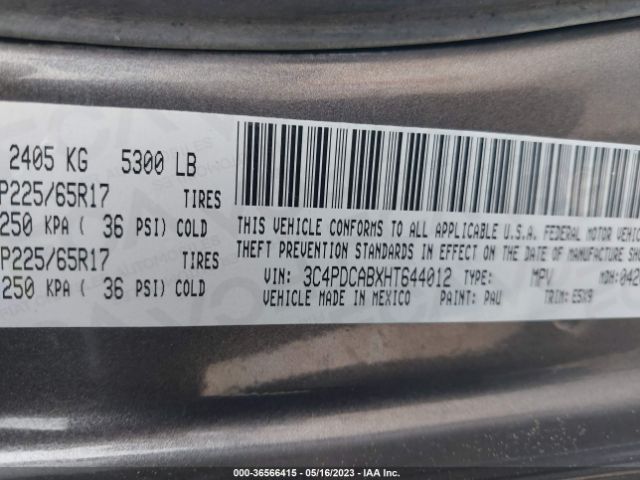 2405 KG 5300 LB
P225/65R17 TIRES
250 KPA ( 36 PSI) COLD
P225/65R17 TIRES
250 KPA ( 36 PSI) COLD
THIS VEHICLE CONFORMS TO ALL APPLICABLE U.S.A. FEDERAL MOTOR VEHICLE
THEFT PREVENTION STANDARDS IN EFFECT ON THE DATE OF MANUFACTURE SHO
VIN: 3C4PDCABXHT644012 TYPE: MPV MDH: 042
VEHICLE MADE IN MEXICO PAINT: PAU TRIM: E5X9
000-36566415 - 05/16/2023 - IAA Inc.